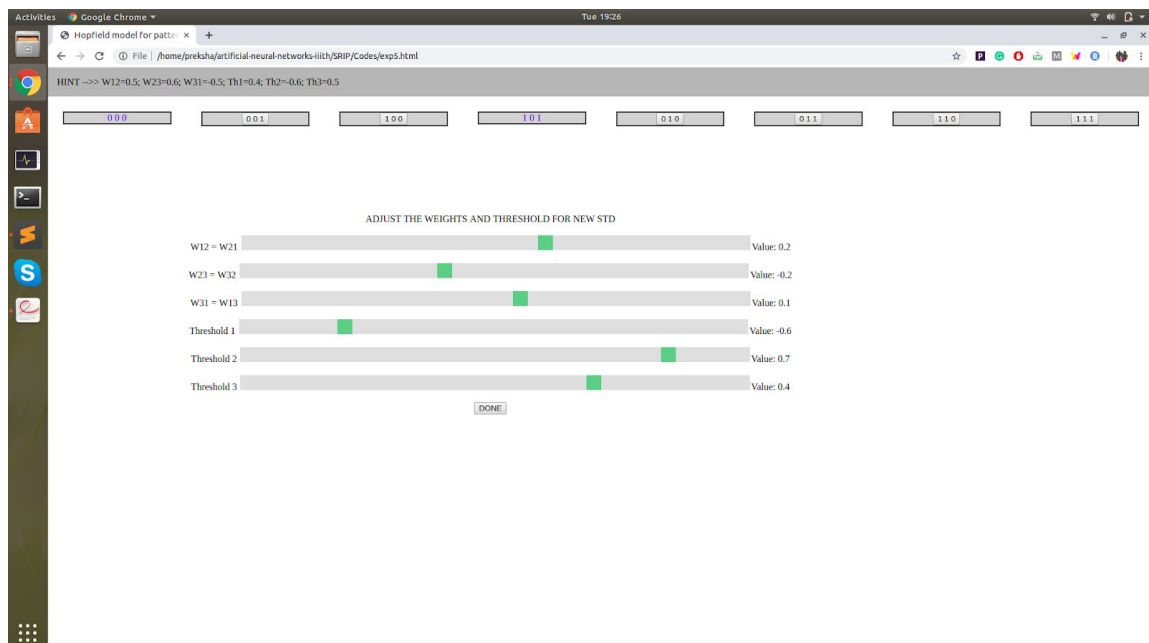 Activities Google Chrome Tue 19:26
Hopfield model for patte
File /home/preksha/artificial-neural-networks-iiith/SRIP/Codes/exp5.html
HINT -->> W12=0.5; W23=0.6; W31=-0.5; Th1=0.4; Th2=-0.6; Th3=0.5
0 0 0 0 0 1 1 0 0 1 0 1 0 1 0 0 1 1 1 1 0 1 1 1
ADJUST THE WEIGHTS AND THRESHOLD FOR NEW STD
W12 = W21 Value: 0.2
W23 = W32 Value: -0.2
W31 = W13 Value: 0.1
Threshold 1 Value: -0.6
Threshold 2 Value: 0.7
Threshold 3 Value: 0.4
DONE